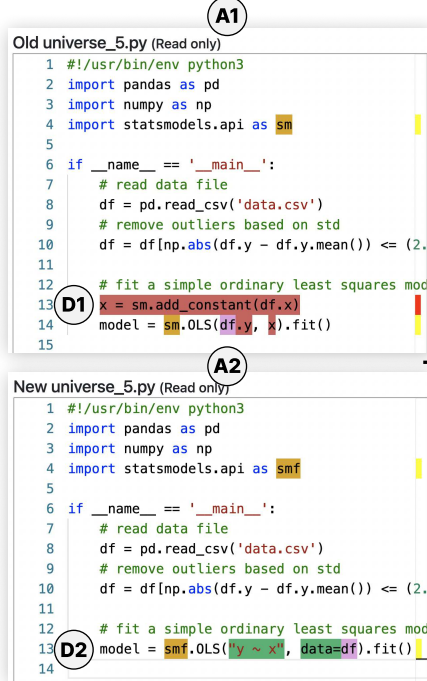 A1
Old universe_5.py (Read only)
1 #!/usr/bin/env python3
2 import pandas as pd
3 import numpy as np
4 import statsmodels.api as sm
5
6 if __name__ == '__main__':
7 # read data file
8 df = pd.read_csv('data.csv')
9 # remove outliers based on std
10 df = df[np.abs(df.y - df.y.mean()) <= (2.
11
12 # fit a simple ordinary least squares mod
D1
13 x = sm.add_constant(df.x)
14 model = sm.OLS(df.y, x).fit()
15
A2
New universe_5.py (Read only)
1 #!/usr/bin/env python3
2 import pandas as pd
3 import numpy as np
4 import statsmodels.api as smf
5
6 if __name__ == '__main__':
7 # read data file
8 df = pd.read_csv('data.csv')
9 # remove outliers based on std
10 df = df[np.abs(df.y - df.y.mean()) <= (2.
11
12 # fit a simple ordinary least squares mod
D2
13 model = smf.OLS("y ~ x", data=df).fit()
14